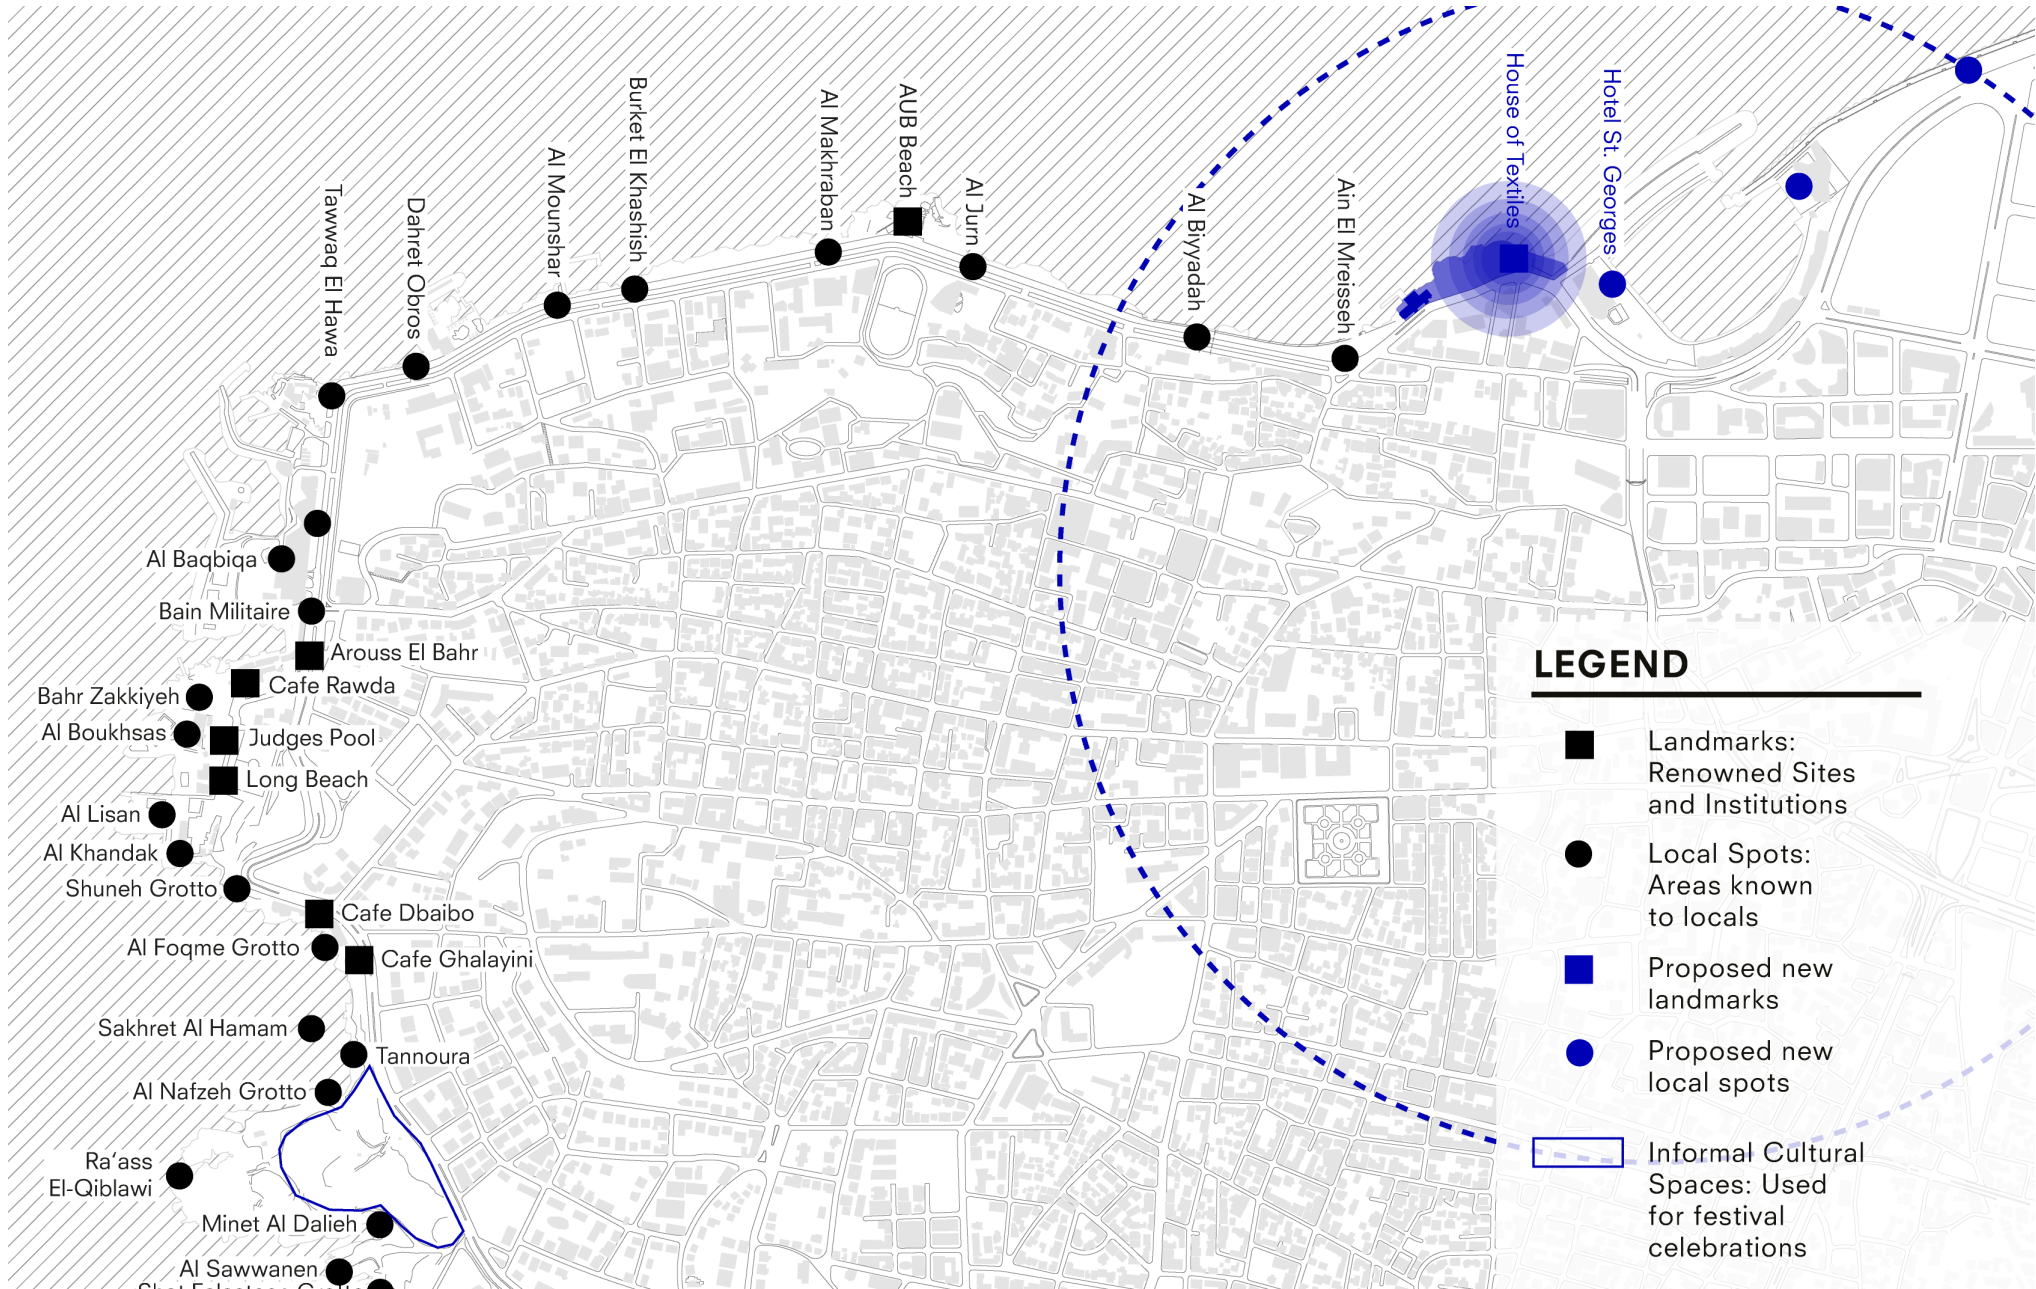 House of Textiles
Hotel St. Georges
Burket El Khashish
AUB Beach
Al Makhraban
Al Mounshar
Al Jurn
Ain El Mreisseh
Tawwaq El Hawa
Dahret Obros
Al Biyyadah
Al Baqbiqa
Bain Militaire
Arouss El Bahr
Cafe Rawda
Bahr Zakkiyeh
Al Boukhsas
Judges Pool
Long Beach
Al Lisan
Al Khandak
Shuneh Grotto
Cafe Dbaibo
Al Foqme Grotto
Cafe Ghalayini
Sakhret Al Hamam
Tannoura
Al Nafzeh Grotto
Ra‘ass
El-Qiblawi
Minet Al Dalieh
Al Sawwanen
LEGEND
Landmarks:
Renowned Sites
and Institutions
Local Spots:
Areas known
to locals
Proposed new
landmarks
Proposed new
local spots
Informal Cultural
Spaces: Used
for festival
celebrations